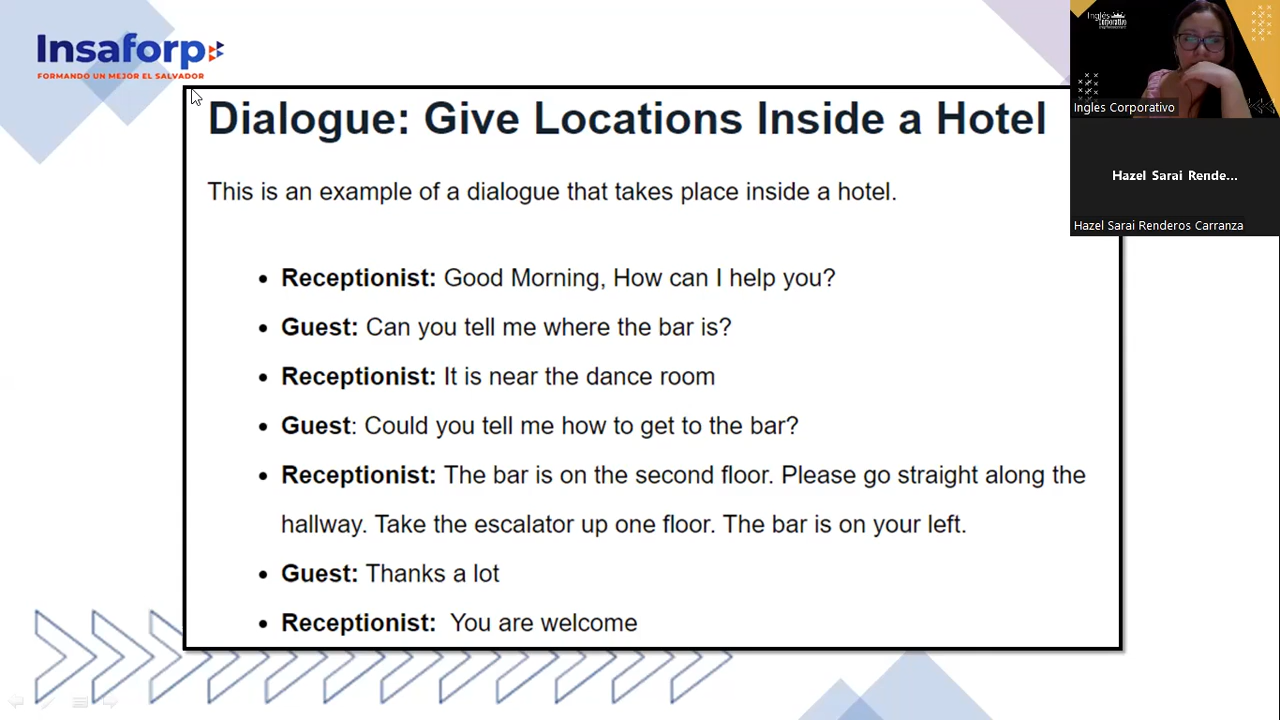 Insaforp
FORMANDO UN MEJOR EL SALVADOR
Dialogue: Give Locations Inside a Hotel
This is an example of a dialogue that takes place inside a hotel.
• Receptionist: Good Morning, How can I help you?
• Guest: Can you tell me where the bar is?
• Receptionist: It is near the dance room
• Guest: Could you tell me how to get to the bar?
• Receptionist: The bar is on the second floor. Please go straight along the
hallway. Take the escalator up one floor. The bar is on your left.
• Guest: Thanks a lot
• Receptionist: You are welcome
Inglés
Corporativo
Ingles Corporativo
Hazel Sarai Rende...
Hazel Sarai Renderos Carranza